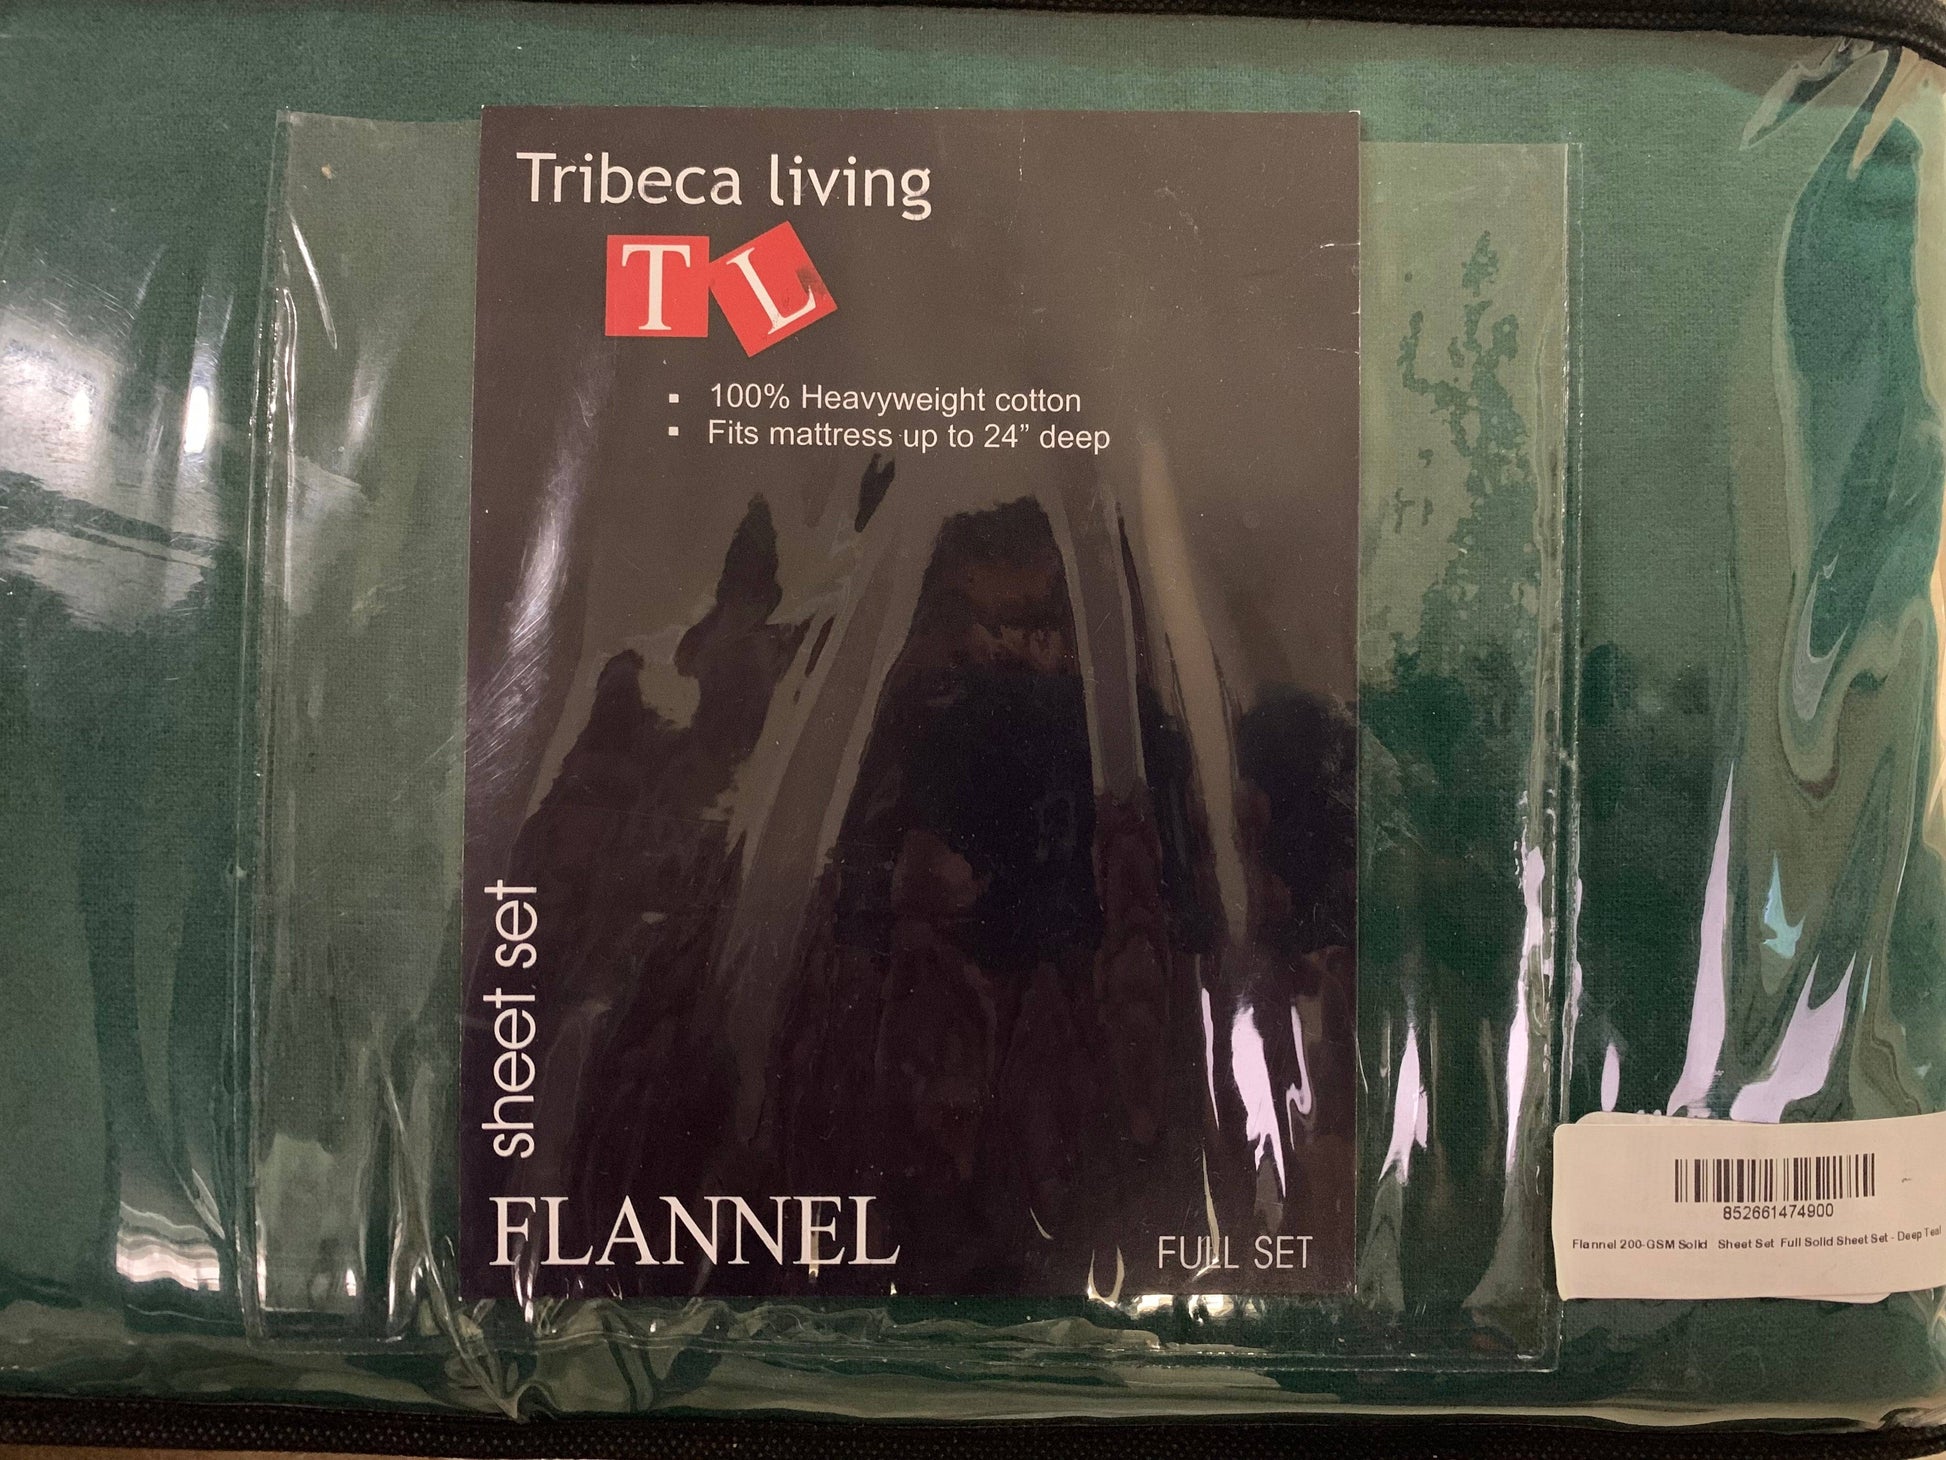 Tribeca living
T L
▪ 100% Heavyweight cotton
▪ Fits mattress up to 24” deep
sheet set
FLANNEL
FULL SET
852661474900
Flannel 200-GSM Solid Sheet Set Full Solid Sheet Set - Deep Teal